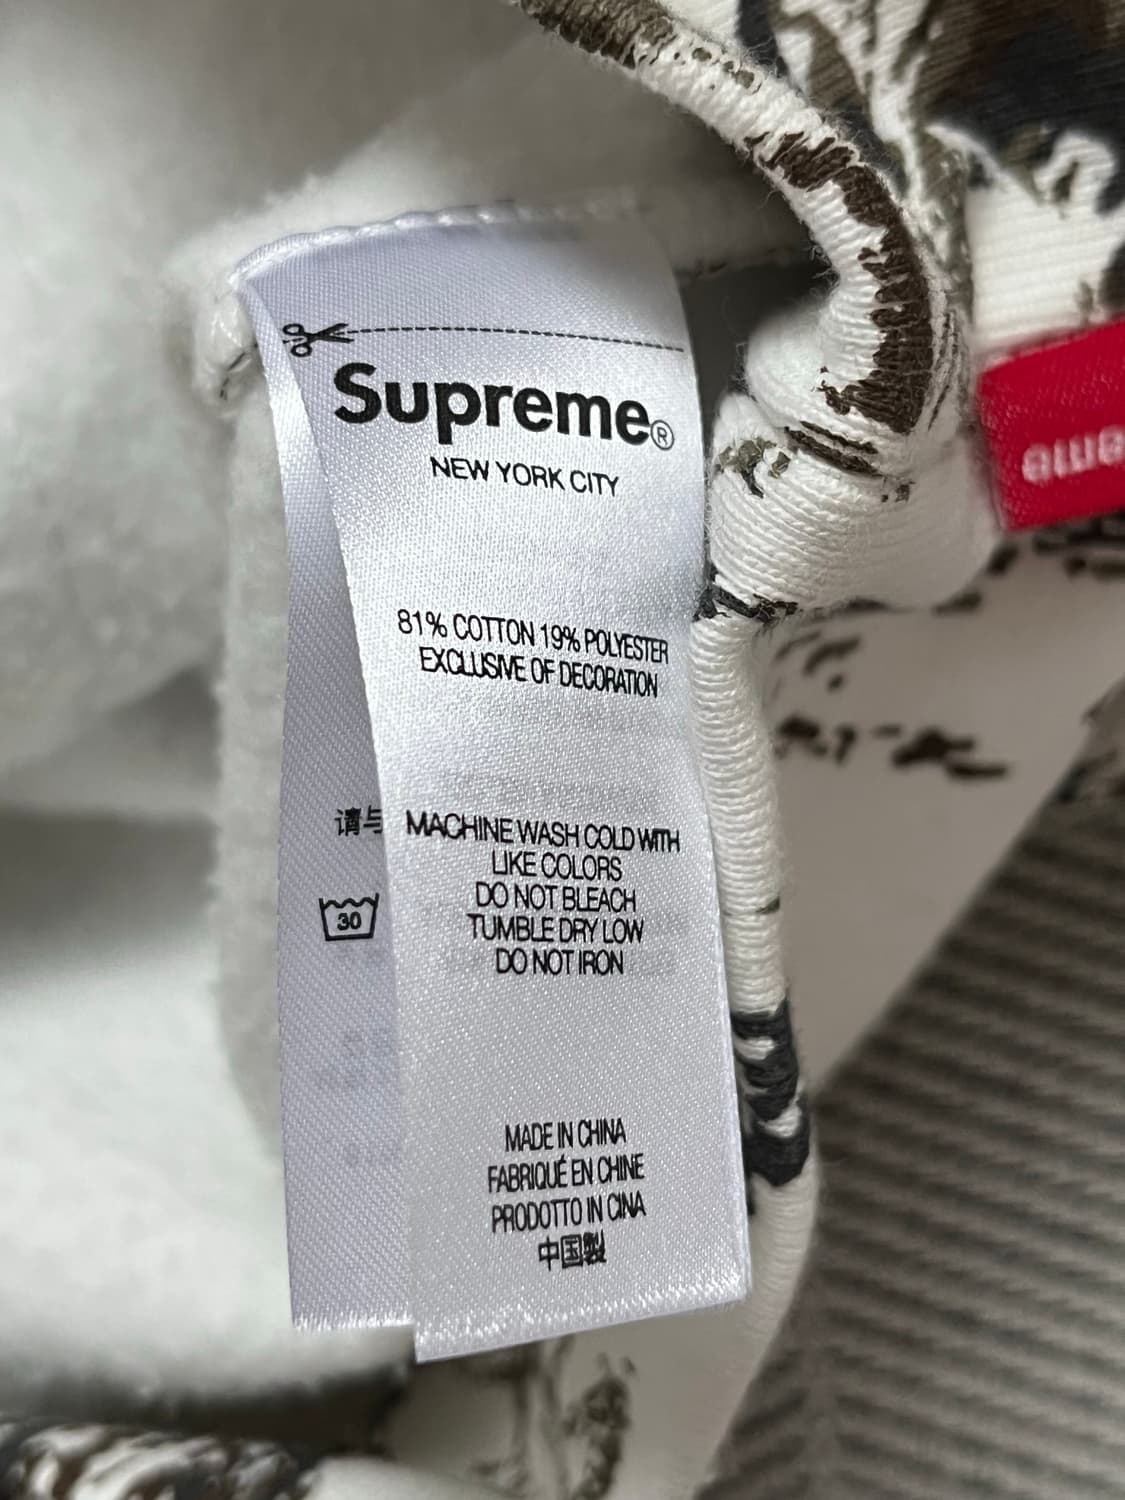 Supreme®
NEW YORK CITY
81% COTTON 19% POLYESTER
EXCLUSIVE OF DECORATION
MACHINE WASH COLD WITH
LIKE COLORS
DO NOT BLEACH
TUMBLE DRY LOW
DO NOT IRON
MADE IN CHINA
FABRIQUÉ EN CHINE
PRODOTTO IN CINA
中国製
请与
30
eme